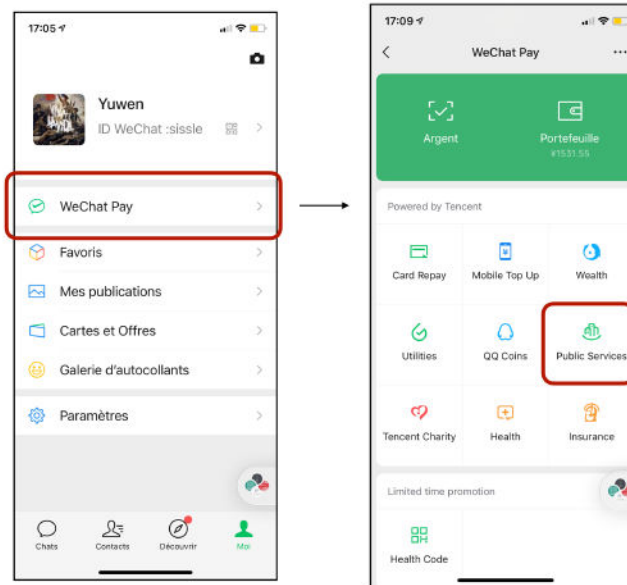 17:05
Yuwen
ID WeChat :sissle
WeChat Pay
Favoris
Mes publications
Cartes et Offres
Galerie d'autocollants
Paramètres
Chats
Contacts
Découvrir
Moi
17:09
WeChat Pay
Argent
Portefeuille
¥1531.55
Powered by Tencent
Card Repay
Mobile Top Up
Wealth
Utilities
QQ Coins
Public Services
Tencent Charity
Health
Insurance
Limited time promotion
Health Code